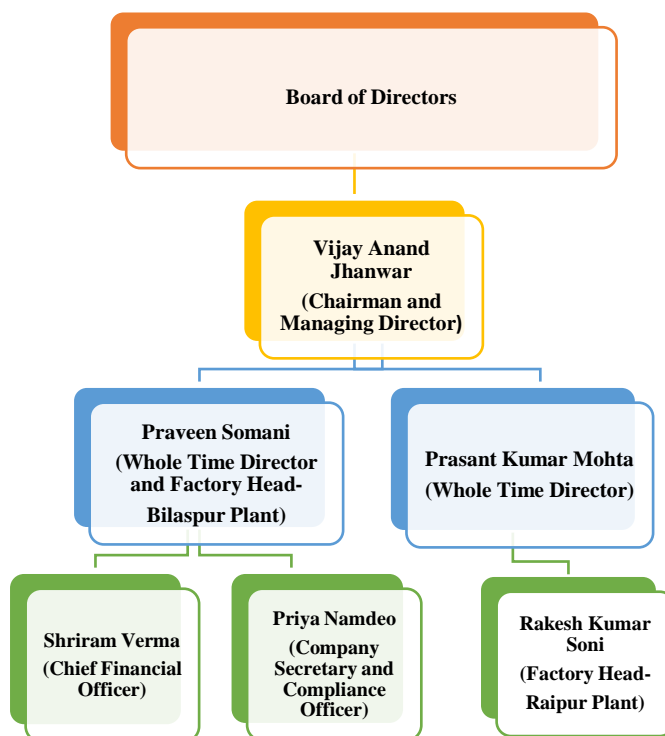 Board of Directors
Vijay Anand
Jhanwar
(Chairman and
Managing Director)
Praveen Somani
(Whole Time Director
and Factory Head-
Bilaspur Plant)
Prasant Kumar Mohta
(Whole Time Director)
Shriram Verma
(Chief Financial
Officer)
Priya Namdeo
(Company
Secretary and
Compliance
Officer)
Rakesh Kumar
Soni
(Factory Head-
Raipur Plant)